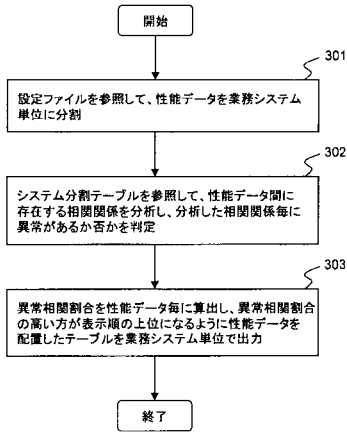 開始
301
設定ファイルを参照して、性能データを業務システム
単位に分割
302
システム分割テーブルを参照して、性能データ間に
存在する相関関係を分析し、分析した相関関係毎に
異常があるか否かを判定
303
異常相関割合を性能データ毎に算出し、異常相関割合
の高い方が表示順の上位になるように性能データを
配置したテーブルを業務システム単位で出力
終了